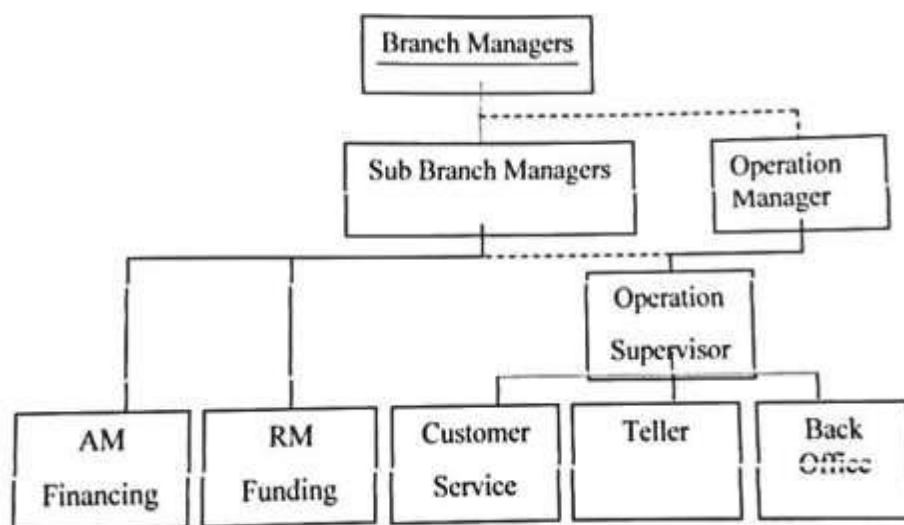 Branch Managers
Sub Branch Managers
Operation
Manager
Operation
Supervisor
AM
Financing
RM
Funding
Customer
Service
Teller
Back
Office